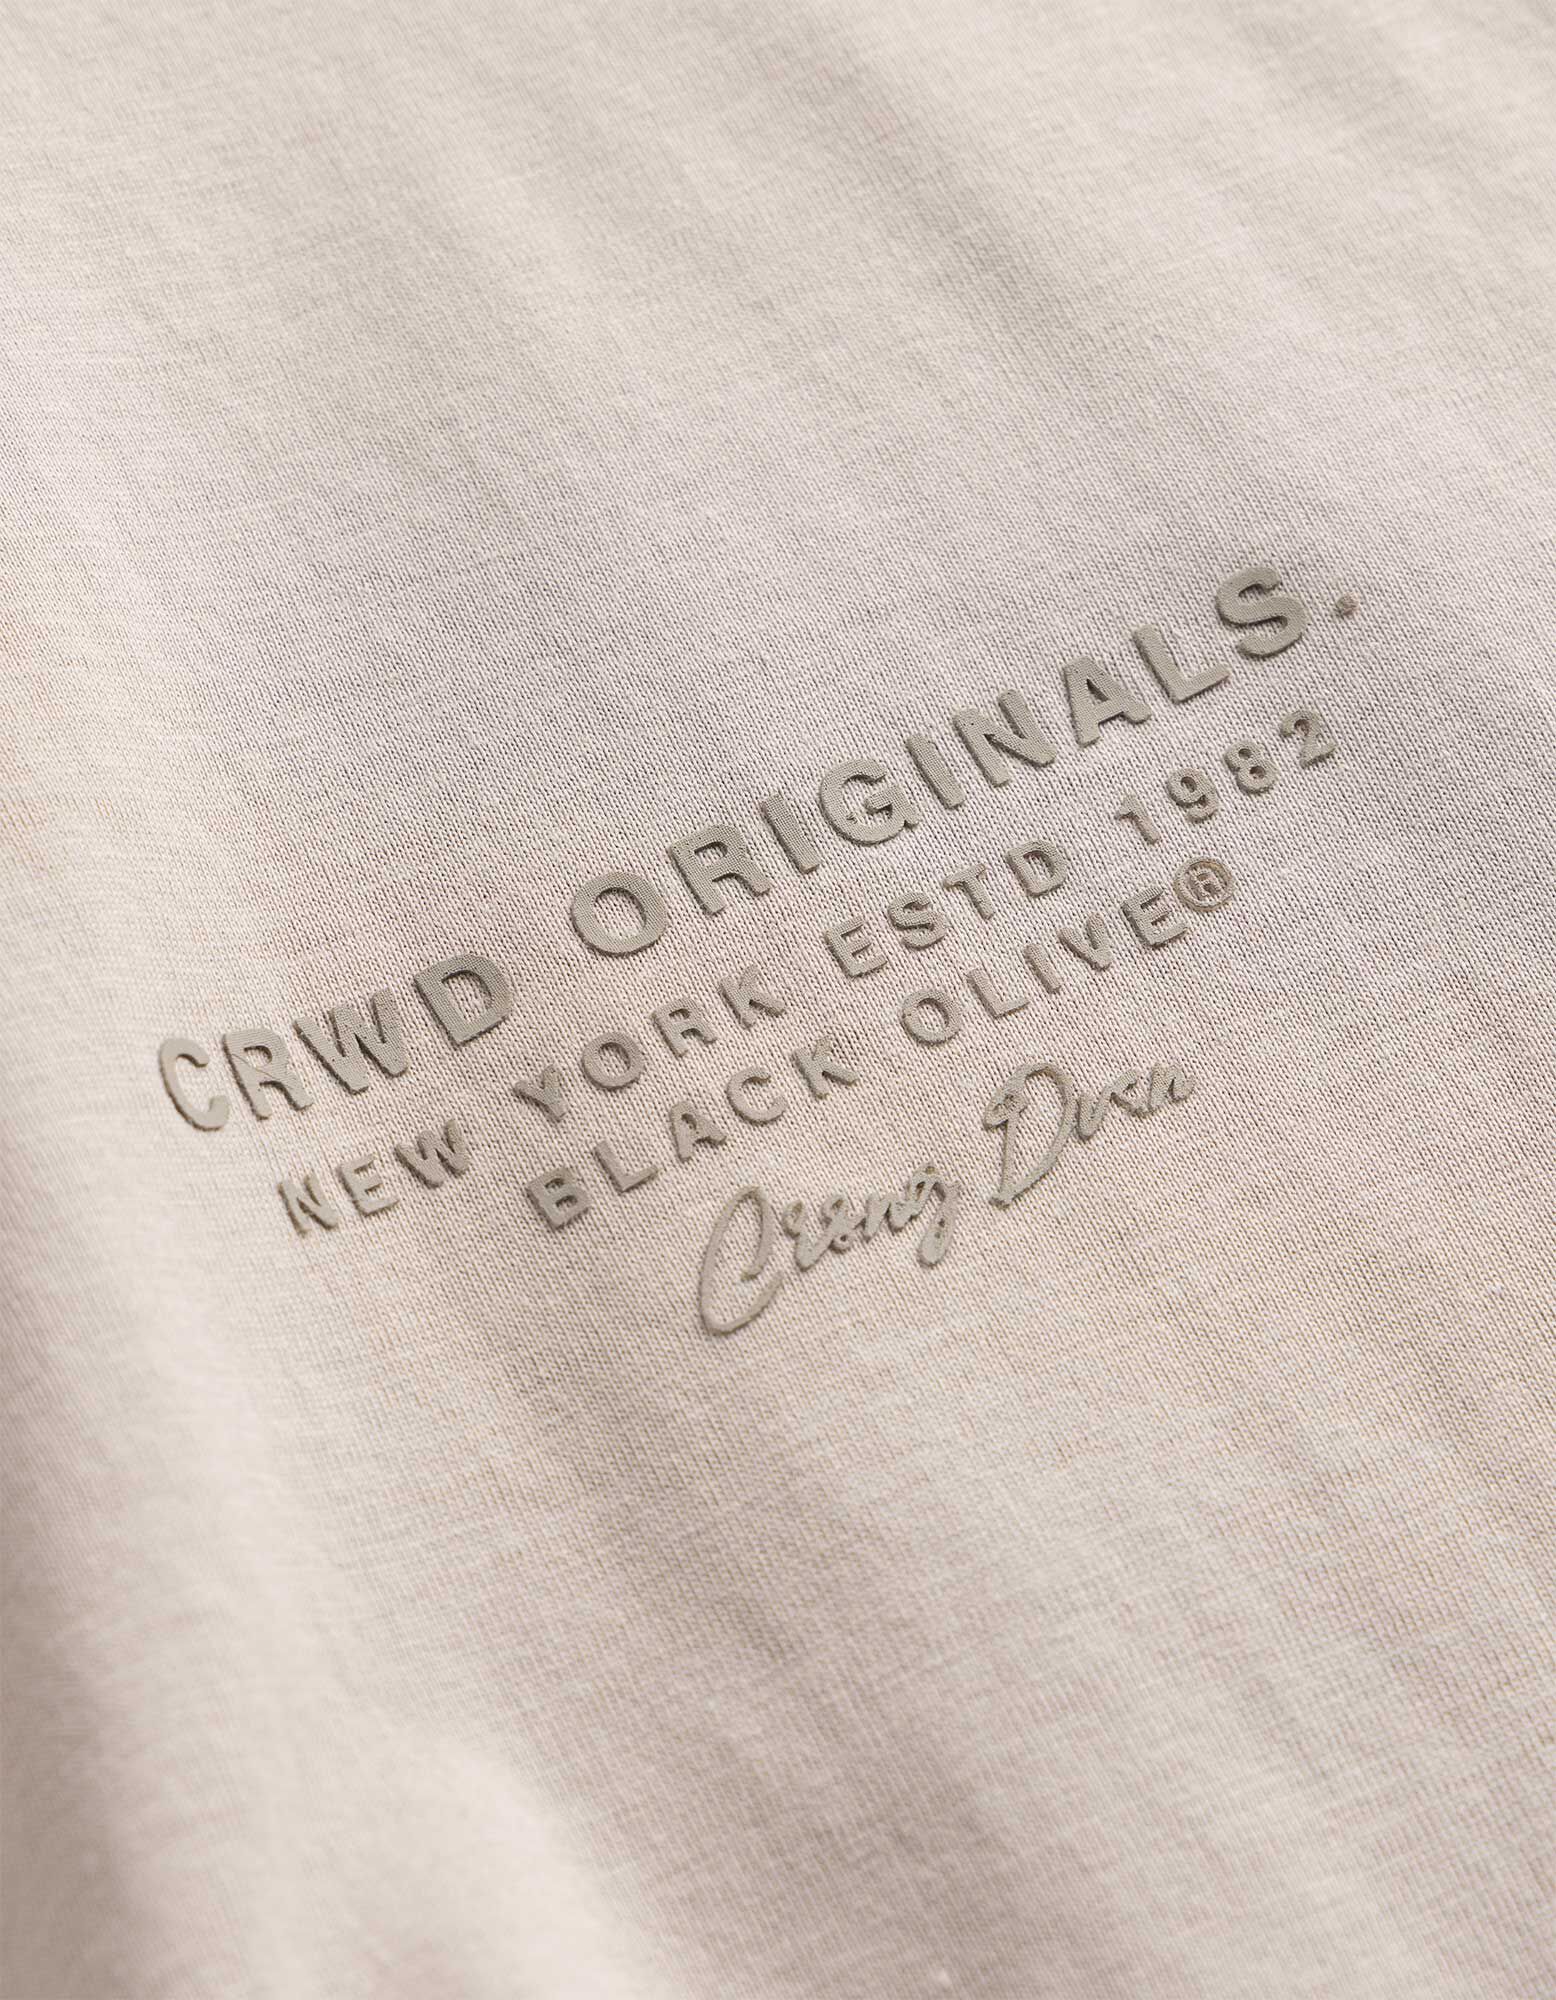 CRWD ORIGINALS.
NEW YORK ESTD 1982
BLACK OLIVE®